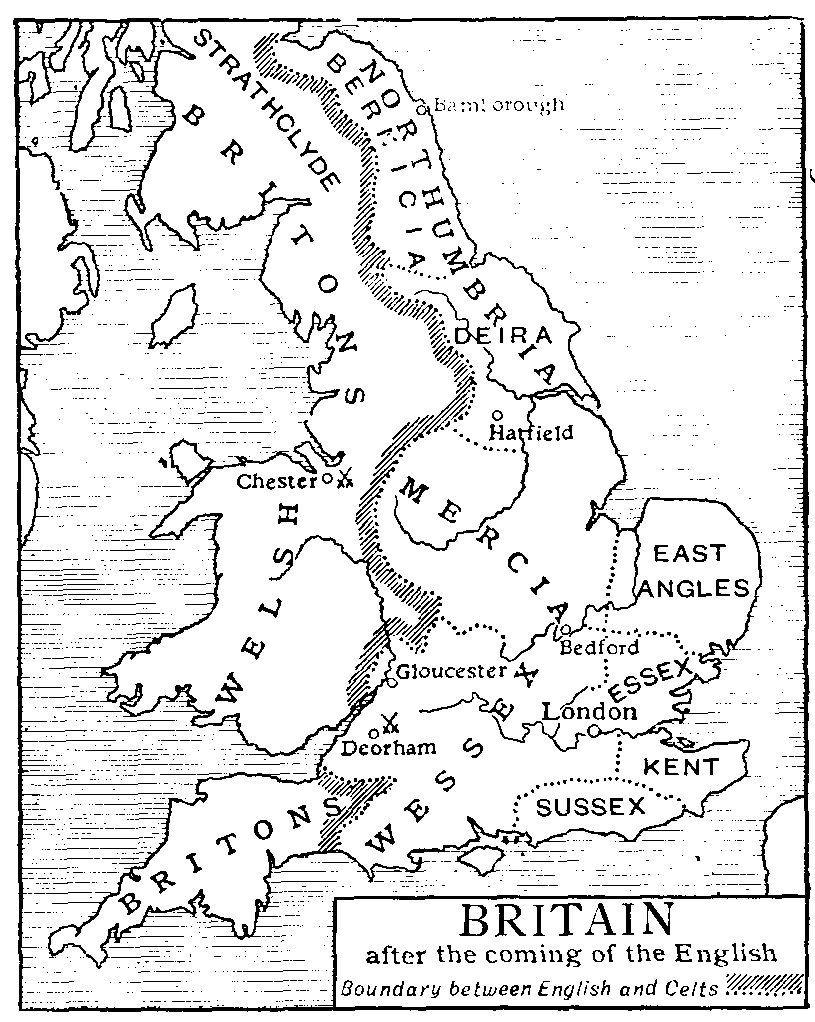 STRATHCLYDE
BRITONS
NORTHUMBRIA
BERNICIA
Bamborough
DEIRA
Hatfield
Chester
MERCIA
WELSH
EAST
ANGLES
Bedford
Gloucester
ESSEX
London
Deorham
WESSEX
KENT
SUSSEX
BRITONS
BRITAIN
after the coming of the English
Boundary between English and Celts